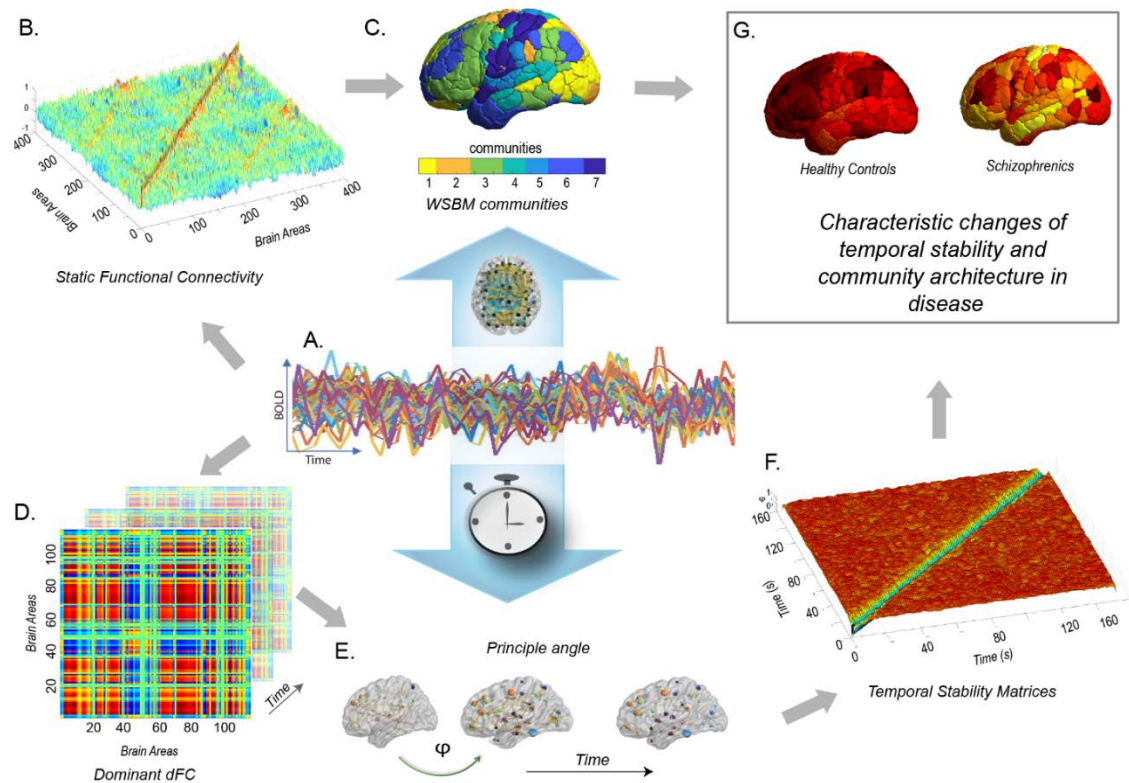 B.
1
0
-1
400
300
200
100
0
Brain Areas
0
100
200
300
400
Brain Areas
Static Functional Connectivity
C.
communities
1 2 3 4 5 6 7
WSBM communities
G.
Healthy Controls
Schizophrenics
Characteristic changes of
temporal stability and
community architecture in
disease
A.
BOLD
Time
D.
100
80
60
40
20
Brain Areas
20 40 60 80 100
Brain Areas
Dominant dFC
Time
Principle angle
E.
φ
Time
F.
φ
1
0
160
120
80
40
0
Time (s)
0
40
80
120
160
Time (s)
Temporal Stability Matrices